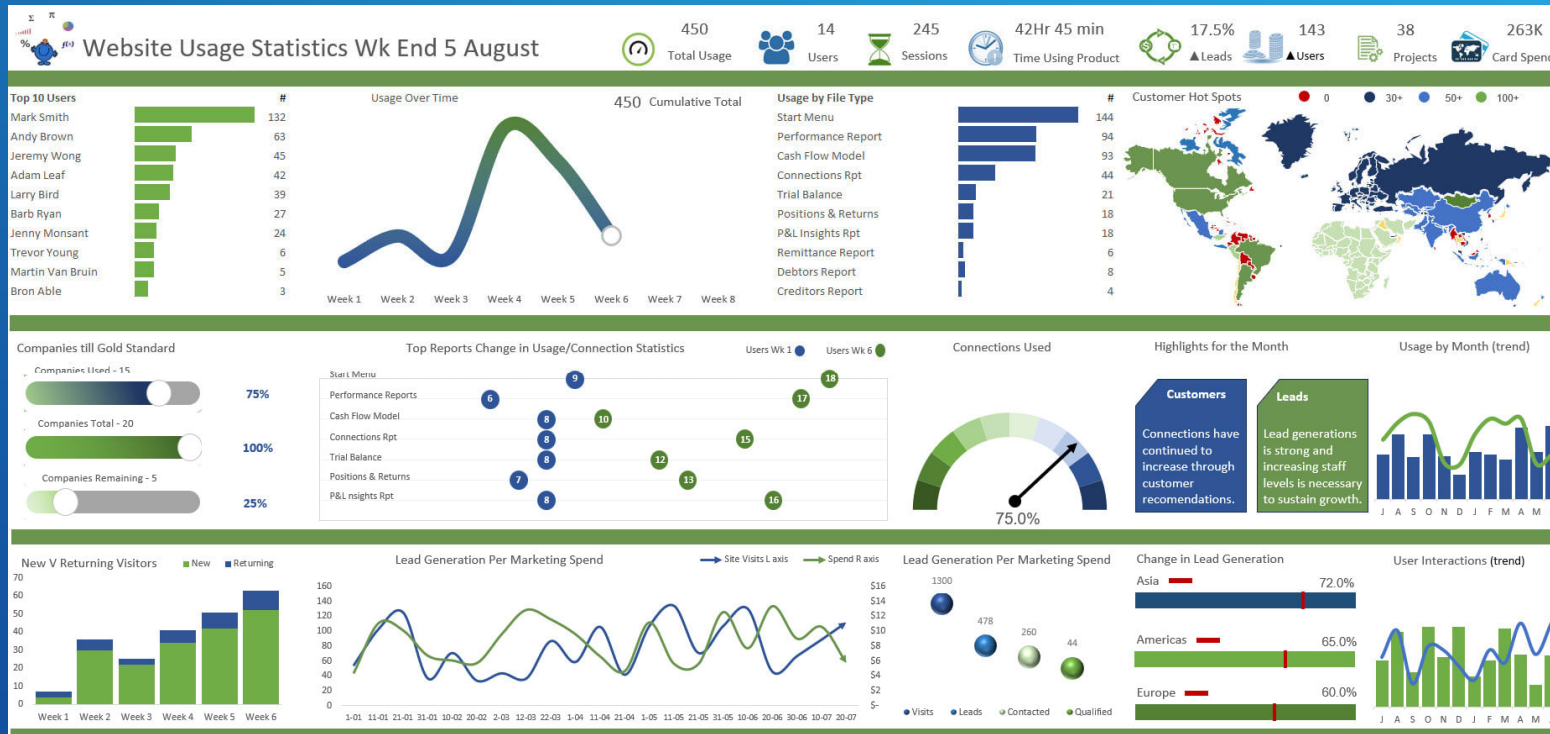 Σ π
% f(x)
Website Usage Statistics Wk End 5 August
450
Total Usage
14
Users
245
Sessions
42Hr 45 min
Time Using Product
17.5%
▲Leads
143
▲Users
38
Projects
263K
Card Spend
Top 10 Users #
Mark Smith 132
Andy Brown 63
Jeremy Wong 45
Adam Leaf 42
Larry Bird 39
Barb Ryan 27
Jenny Monsant 24
Trevor Young 6
Martin Van Bruin 5
Bron Able 3
Usage Over Time
450 Cumulative Total
Week 1 Week 2 Week 3 Week 4 Week 5 Week 6 Week 7 Week 8
Usage by File Type #
Start Menu 144
Performance Report 94
Cash Flow Model 93
Connections Rpt 44
Trial Balance 21
Positions & Returns 18
P&L Insights Rpt 18
Remittance Report 6
Debtors Report 8
Creditors Report 4
Customer Hot Spots 0 30+ 50+ 100+
Companies till Gold Standard
Companies Used - 15
75%
Companies Total - 20
100%
Companies Remaining - 5
25%
Top Reports Change in Usage/Connection Statistics
Users Wk 1 Users Wk 6
Start Menu 9 18
Performance Reports 6 17
Cash Flow Model 8 10
Connections Rpt 8 15
Trial Balance 8 12
Positions & Returns 7 13
P&L nsights Rpt 8 16
Connections Used
75.0%
Highlights for the Month
Customers
Connections have
continued to
increase through
customer
recomendations.
Leads
Lead generations
is strong and
increasing staff
levels is necessary
to sustain growth.
Usage by Month (trend)
J A S O N D J F M A M
New V Returning Visitors
New Returning
70
60
50
40
30
20
10
0
Week 1 Week 2 Week 3 Week 4 Week 5 Week 6
Lead Generation Per Marketing Spend
Site Visits L axis Spend R axis
160 $16
140 $14
120 $12
100 $10
80 $8
60 $6
40 $4
20 $2
0 $-
1-01 11-01 21-01 31-01 10-02 20-02 2-03 12-03 22-03 1-04 11-04 21-04 1-05 11-05 21-05 31-05 10-06 20-06 30-06 10-07 20-07
Lead Generation Per Marketing Spend
1300
478
260
44
Visits Leads Contacted Qualified
Change in Lead Generation
Asia 72.0%
Americas 65.0%
Europe 60.0%
User Interactions (trend)
J A S O N D J F M A M